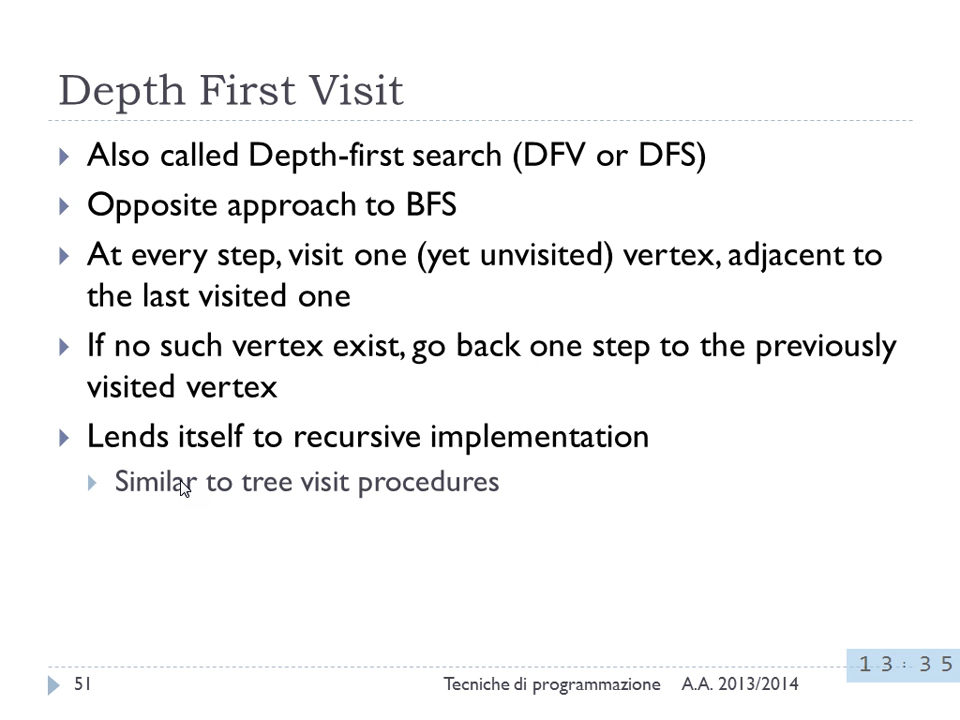 Depth First Visit
Also called Depth-first search (DFV or DFS)
Opposite approach to BFS
At every step, visit one (yet unvisited) vertex, adjacent to
the last visited one
If no such vertex exist, go back one step to the previously
visited vertex
Lends itself to recursive implementation
Similar to tree visit procedures
51 Tecniche di programmazione A.A. 2013/2014
13:35